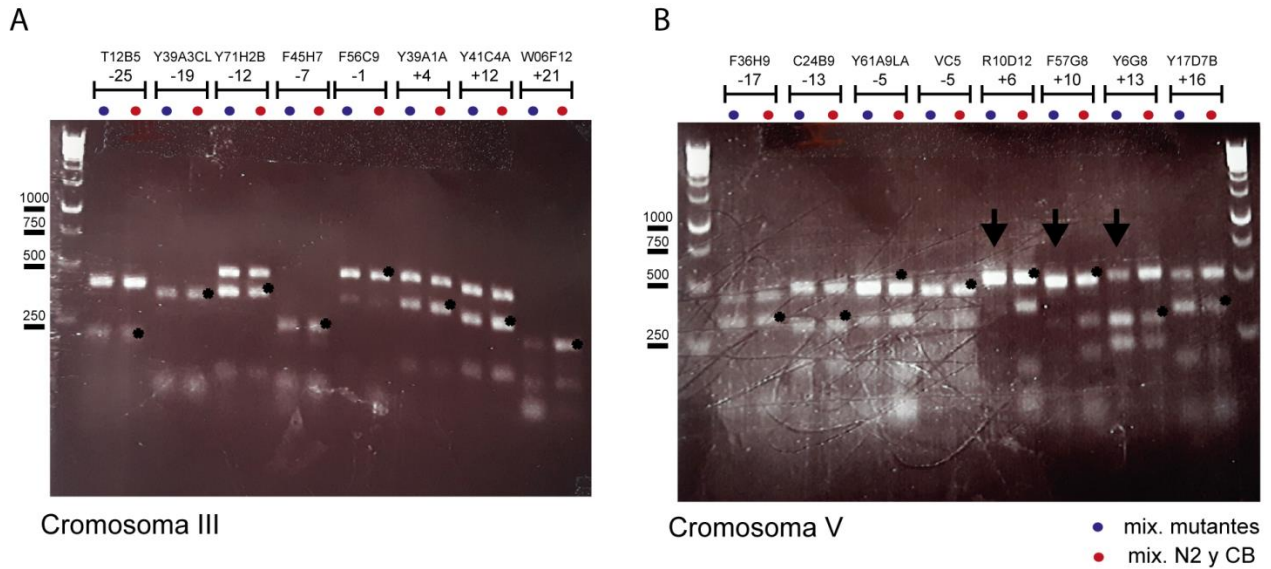 A
T12B5 Y39A3CL Y71H2B F45H7 F56C9 Y39A1A Y41C4A W06F12
-25 -19 -12 -7 -1 +4 +12 +21
1000
750
500
250
Cromosoma III
B
F36H9 C24B9 Y61A9LA VC5 R10D12 F57G8 Y6G8 Y17D7B
-17 -13 -5 -5 +6 +10 +13 +16
1000
750
500
250
Cromosoma V
mix. mutantes
mix. N2 y CB